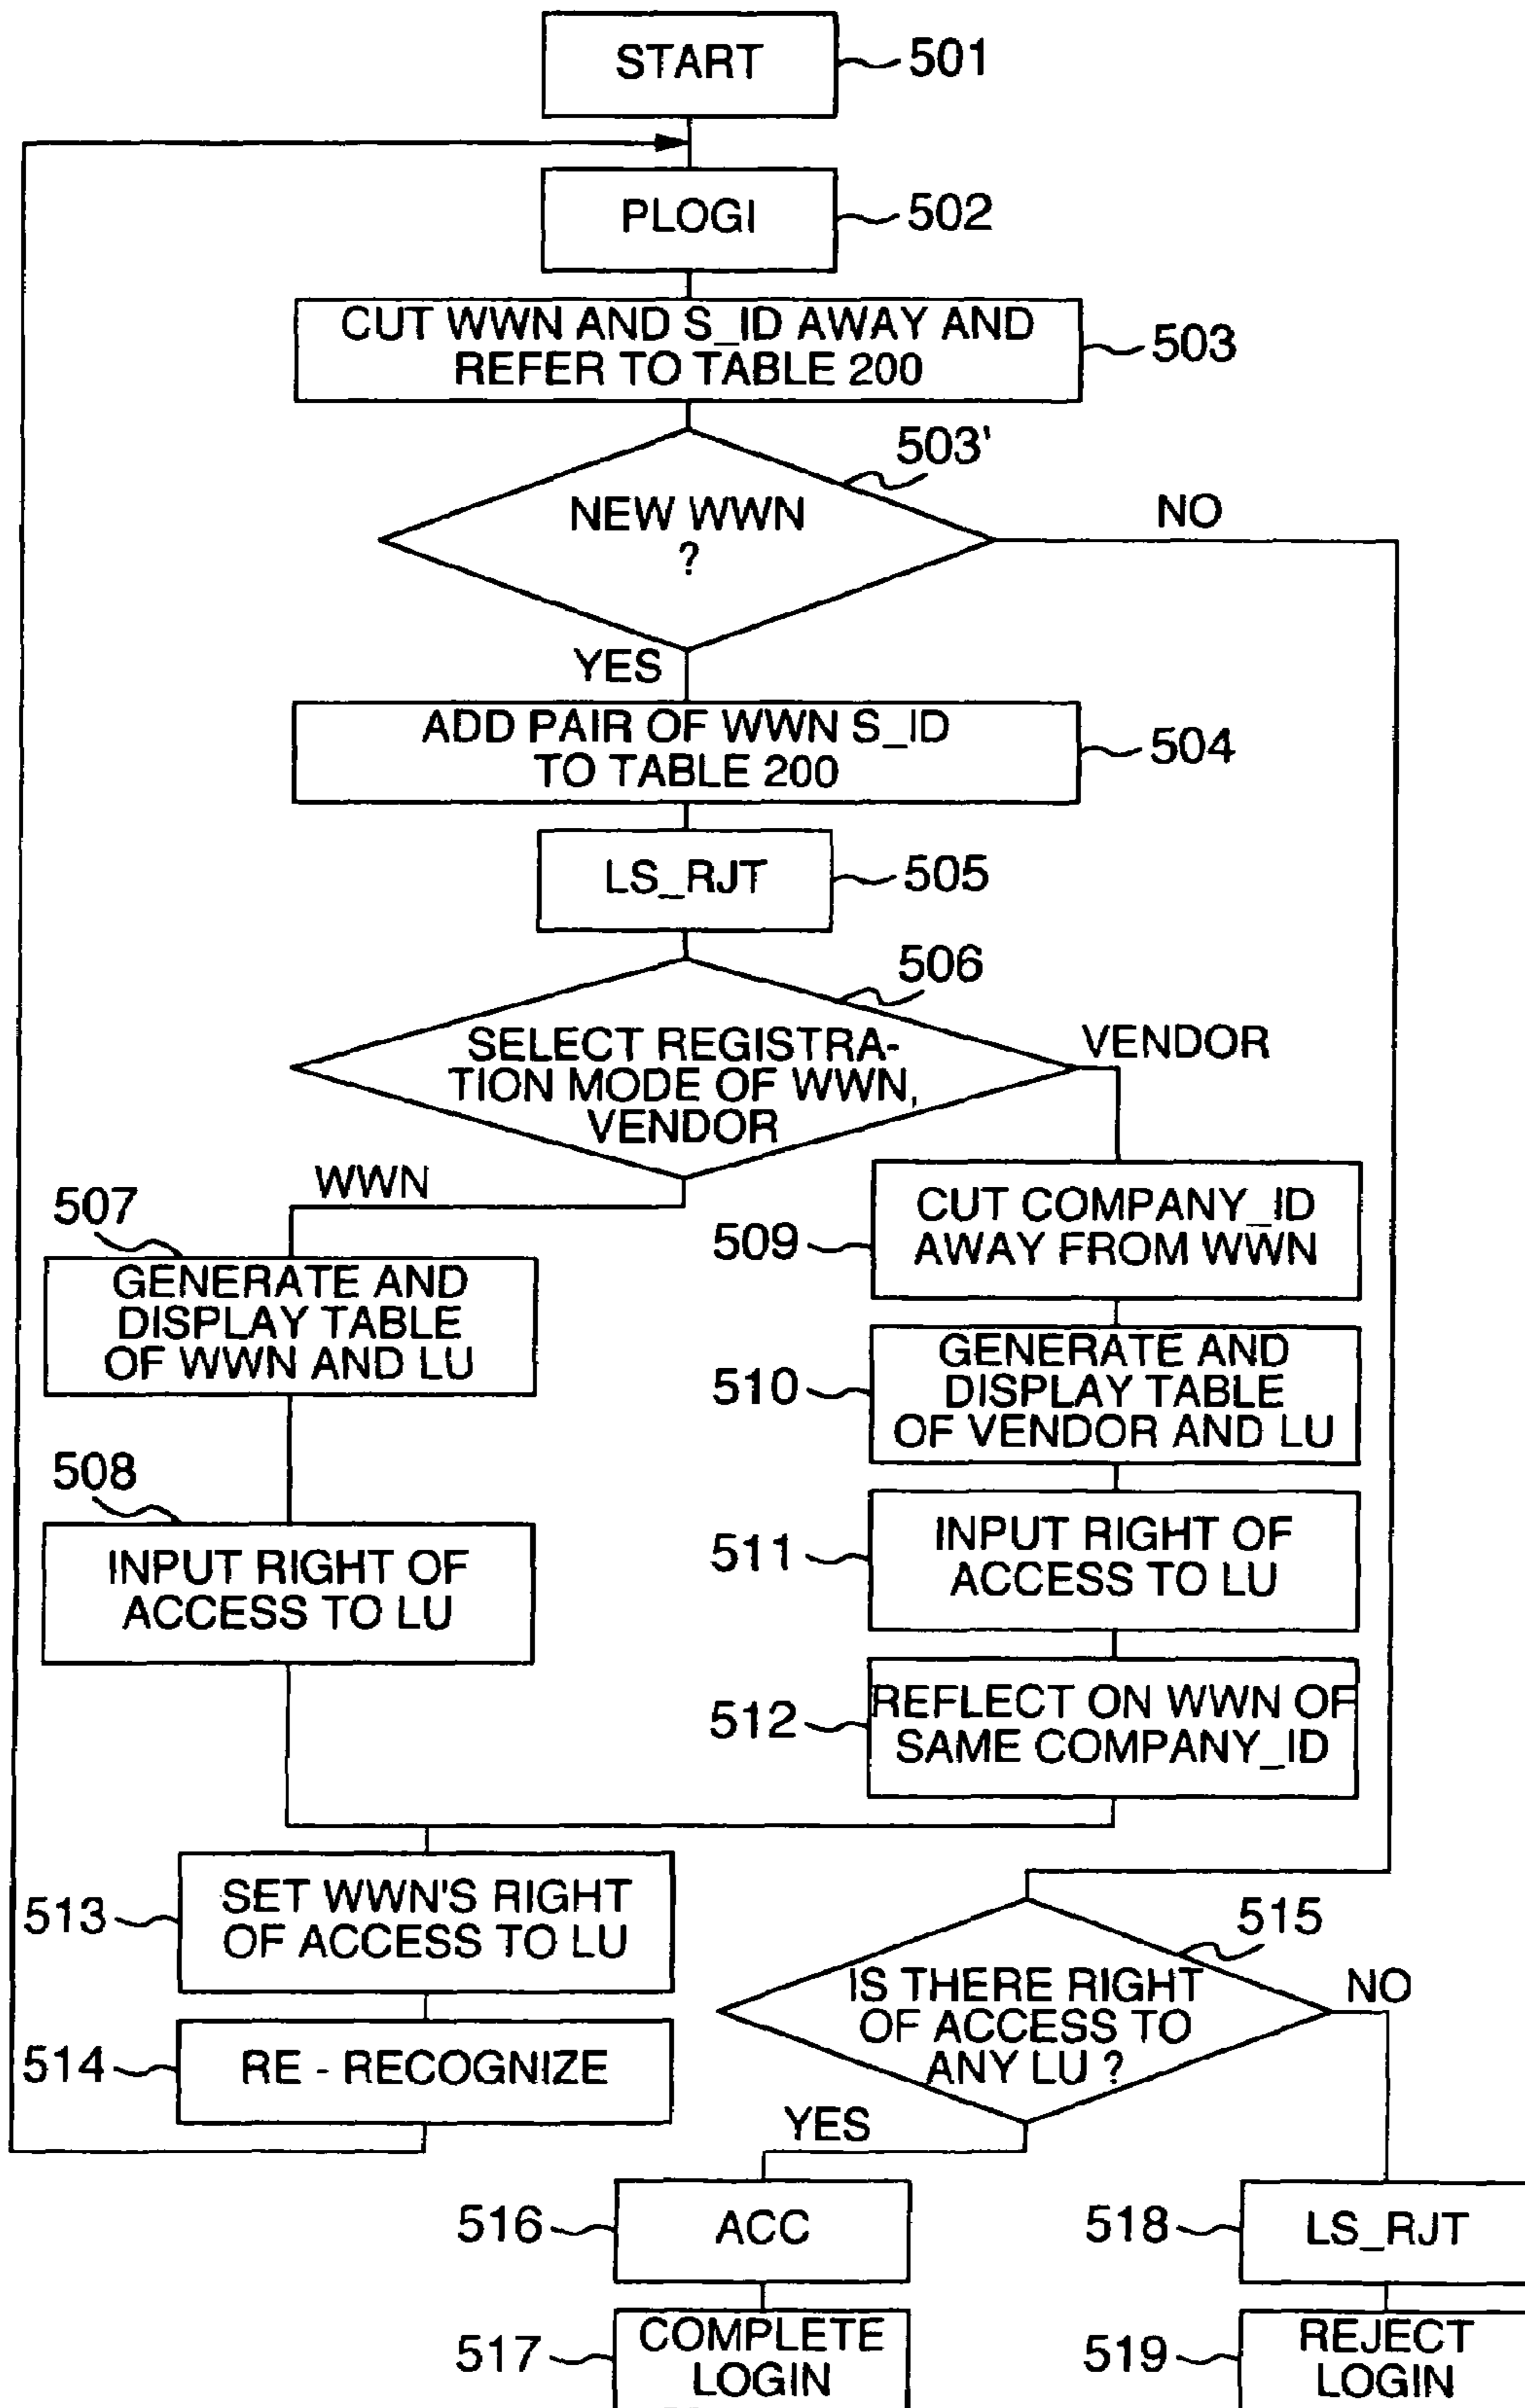 START
501
PLOGI
502
CUT WWN AND S_ID AWAY AND
REFER TO TABLE 200
503
503'
NEW WWN
?
NO
YES
ADD PAIR OF WWN S_ID
TO TABLE 200
504
LS_RJT
505
506
SELECT REGISTRA-
TION MODE OF WWN,
VENDOR
VENDOR
WWN
507
GENERATE AND
DISPLAY TABLE
OF WWN AND LU
508
INPUT RIGHT OF
ACCESS TO LU
509
CUT COMPANY_ID
AWAY FROM WWN
510
GENERATE AND
DISPLAY TABLE
OF VENDOR AND LU
511
INPUT RIGHT OF
ACCESS TO LU
512
REFLECT ON WWN OF
SAME COMPANY_ID
513
SET WWN'S RIGHT
OF ACCESS TO LU
514
RE - RECOGNIZE
515
IS THERE RIGHT
OF ACCESS TO
ANY LU ?
NO
YES
516
ACC
517
COMPLETE
LOGIN
518
LS_RJT
519
REJECT
LOGIN